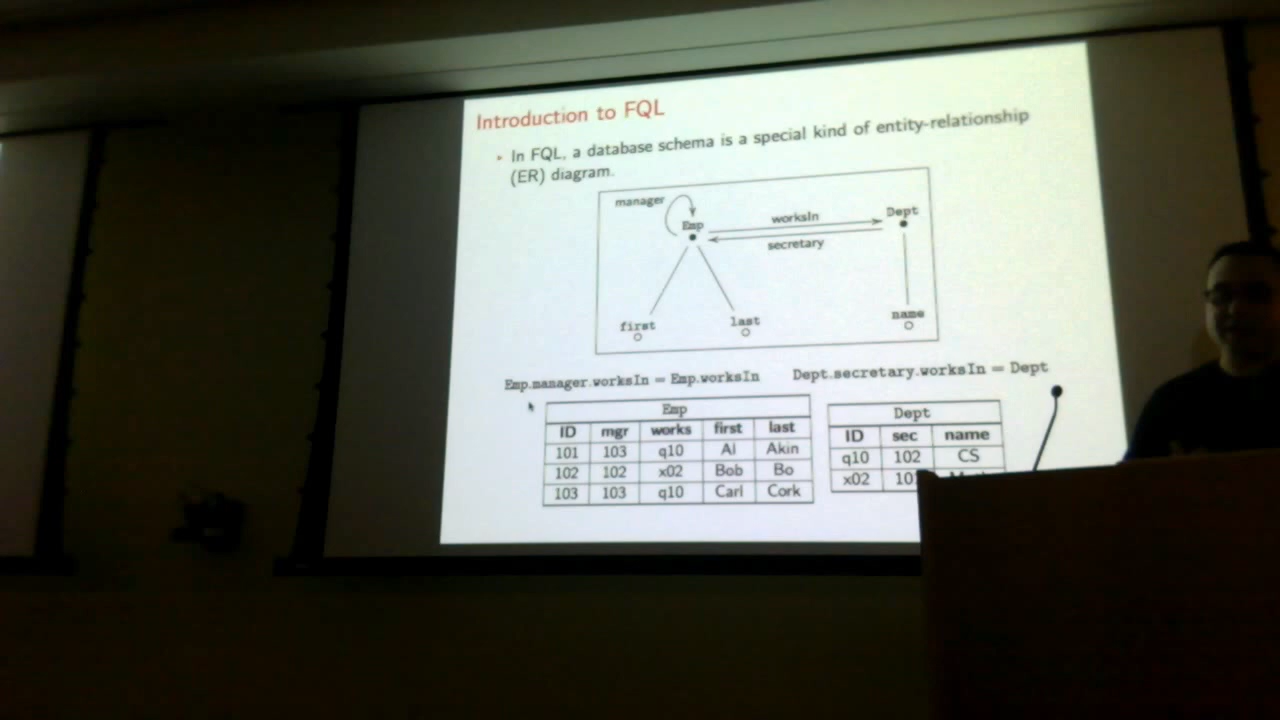 Introduction to FQL
In FQL, a database schema is a special kind of entity-relationship
(ER) diagram.
manager
Emp
worksIn
secretary
Dept
first
last
name
Emp.manager.worksIn = Emp.worksIn Dept.secretary.worksIn = Dept
Emp
ID mgr works first last
101 103 q10 Al Akin
102 102 x02 Bob Bo
103 103 q10 Carl Cork
Dept
ID sec name
q10 102 CS
x02